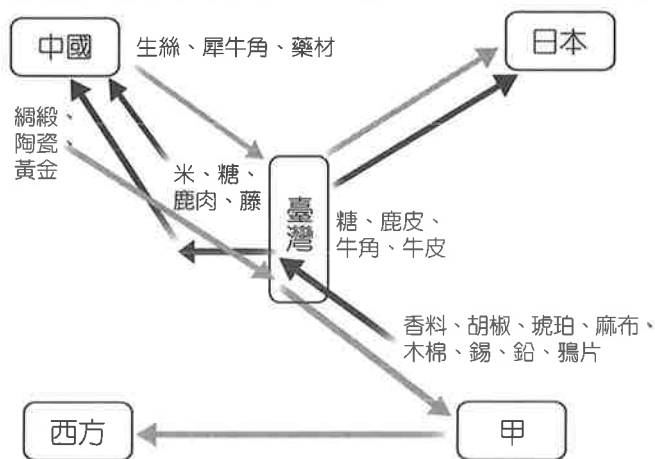 中國
生絲、犀牛角、藥材
日本
綢緞、
陶瓷、
黃金
米、糖、
鹿肉、藤
臺灣
糖、鹿皮、
牛角、牛皮
香料、胡椒、琥珀、麻布、
木棉、錫、鉛、鴉片
西方
甲